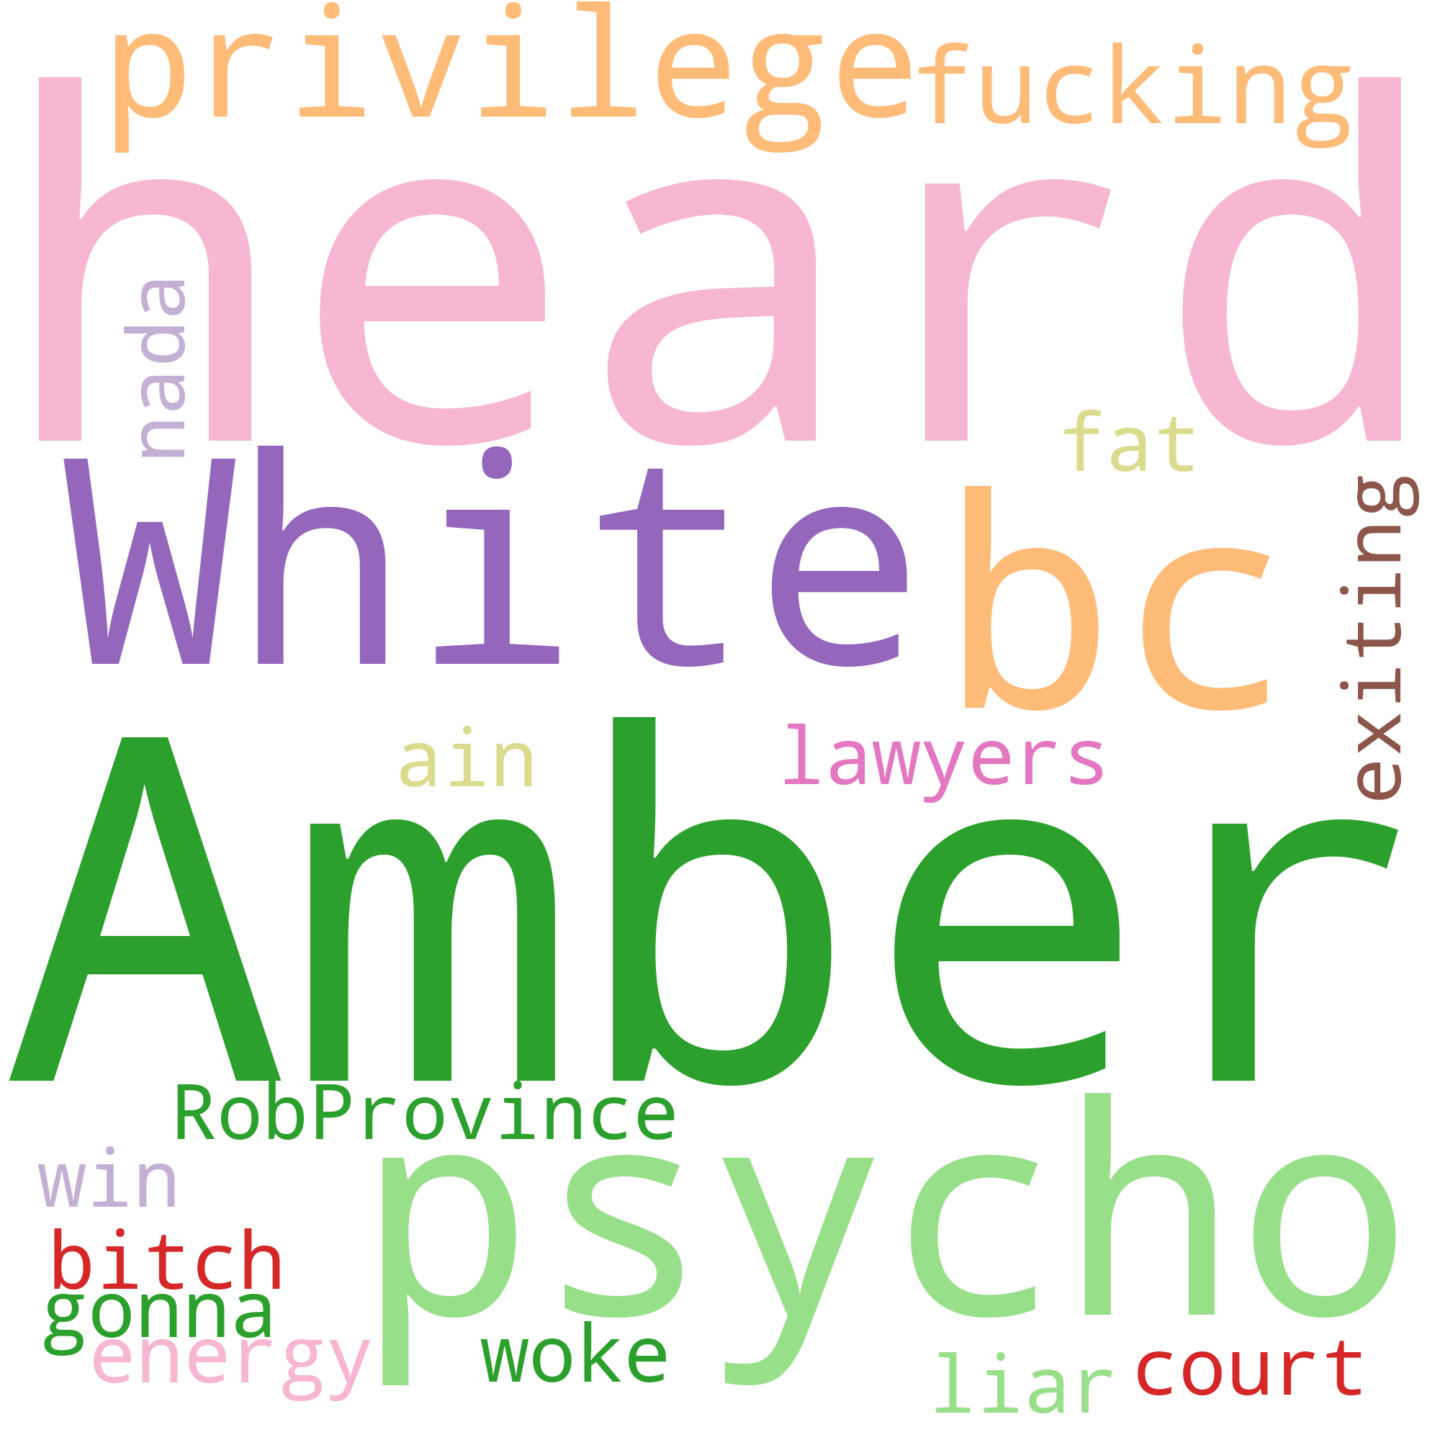 privilege fucking
heard
nada
fat
White bc
exiting
ain lawyers
Amber
RobProvince
psycho
win
bitch
gonna
energy woke
liar court